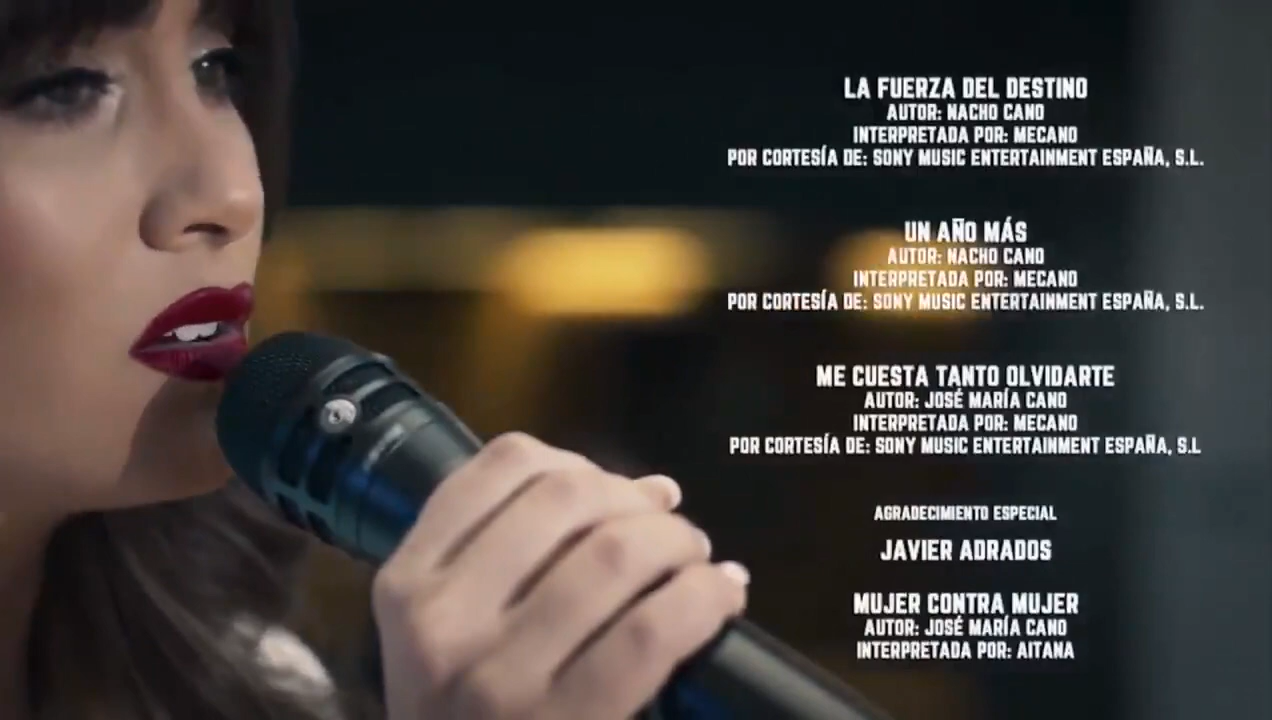 LA FUERZA DEL DESTINO
AUTOR: NACHO CANO
INTERPRETADA POR: MECANO
POR CORTESÍA DE: SONY MUSIC ENTERTAINMENT ESPAÑA, S.L.
UN AÑO MÁS
AUTOR: NACHO CANO
INTERPRETADA POR: MECANO
POR CORTESÍA DE: SONY MUSIC ENTERTAINMENT ESPAÑA, S.L.
ME CUESTA TANTO OLVIDARTE
AUTOR: JOSÉ MARÍA CANO
INTERPRETADA POR: MECANO
POR CORTESÍA DE: SONY MUSIC ENTERTAINMENT ESPAÑA, S.L
AGRADECIMIENTO ESPECIAL
JAVIER ADRADOS
MUJER CONTRA MUJER
AUTOR: JOSÉ MARÍA CANO
INTERPRETADA POR: AITANA